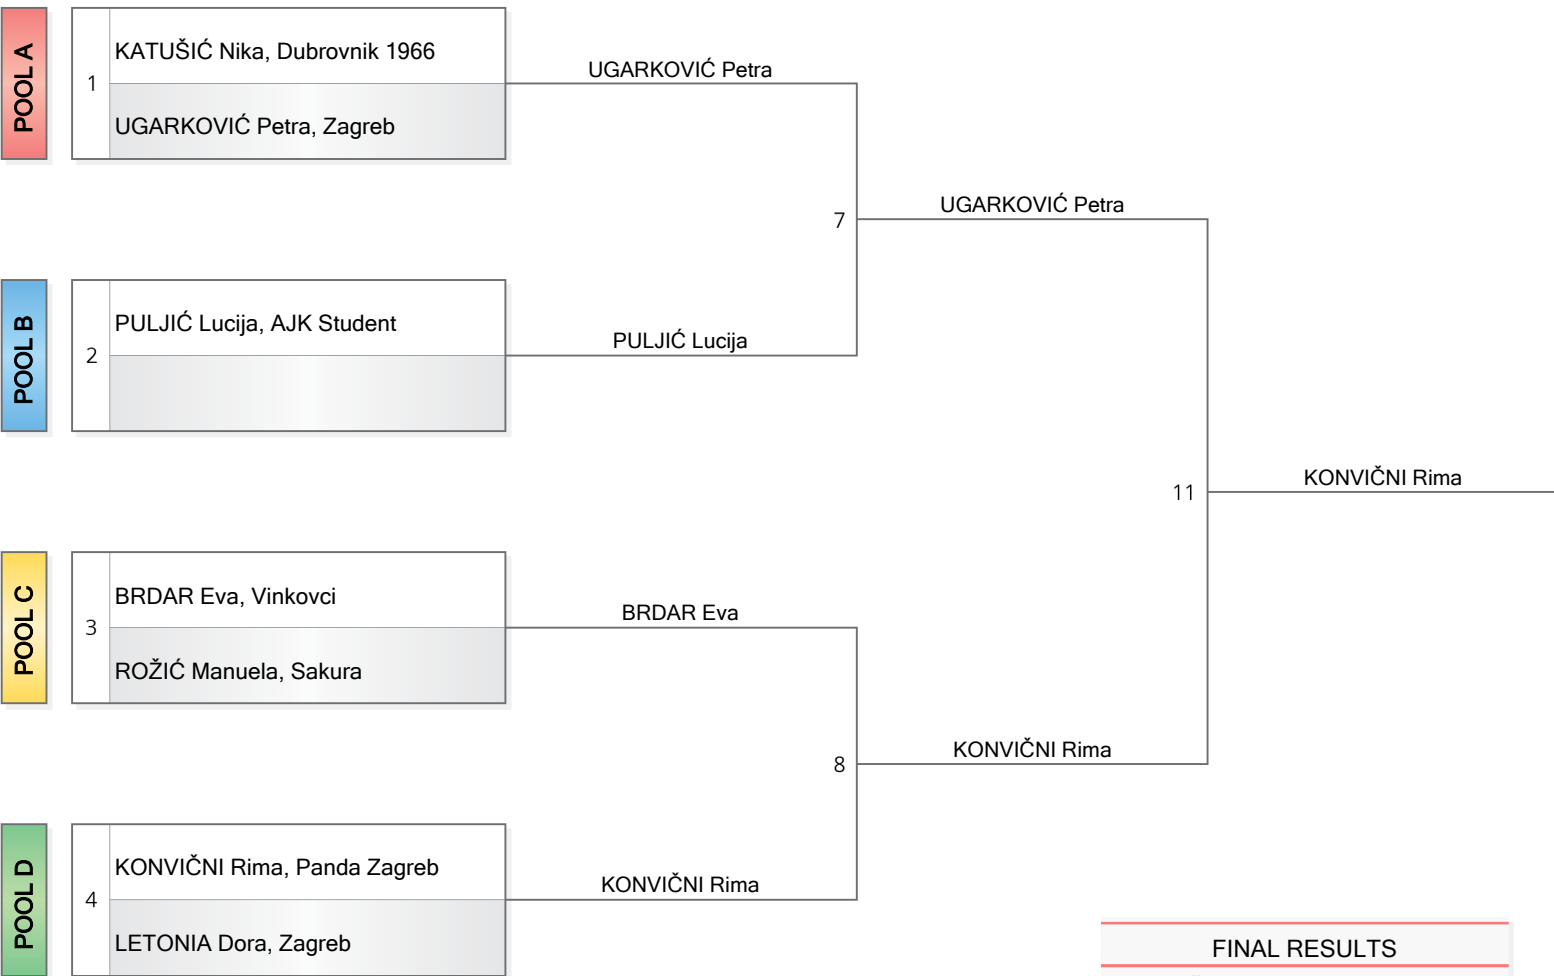 POOL A
1
KATUŠIĆ Nika, Dubrovnik 1966
UGARKOVIĆ Petra, Zagreb
UGARKOVIĆ Petra
7
UGARKOVIĆ Petra
POOL B
2
PULJIĆ Lucija, AJK Student
PULJIĆ Lucija
11
KONVIČNI Rima
POOL C
3
BRDAR Eva, Vinkovci
ROŽIĆ Manuela, Sakura
BRDAR Eva
8
KONVIČNI Rima
POOL D
4
KONVIČNI Rima, Panda Zagreb
LETONIA Dora, Zagreb
KONVIČNI Rima
FINAL RESULTS